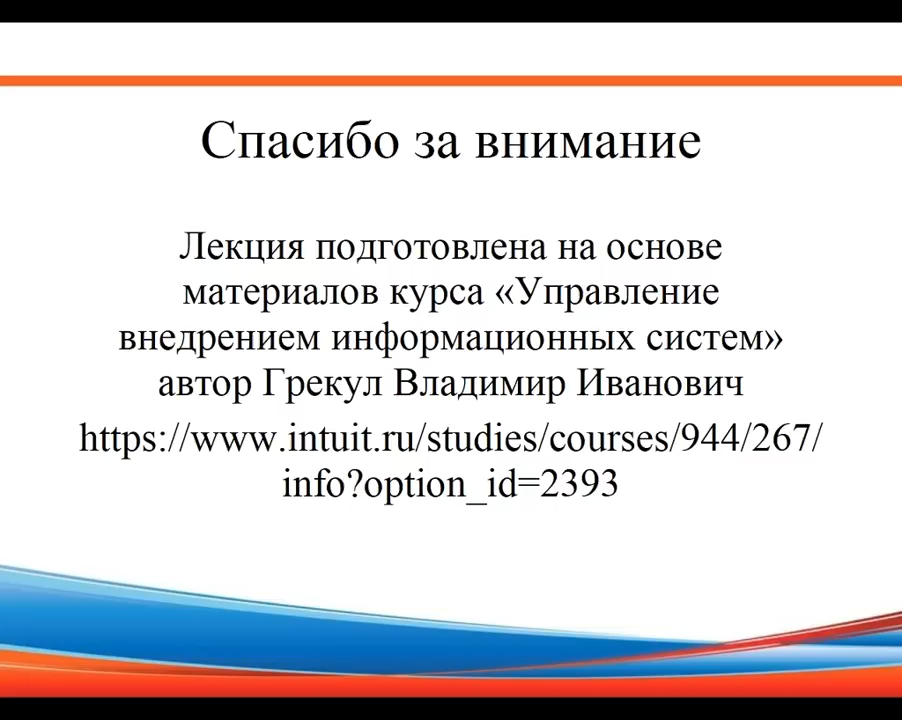 Спасибо за внимание
Лекция подготовлена на основе
материалов курса «Управление
внедрением информационных систем»
автор Грекул Владимир Иванович
https://www.intuit.ru/studies/courses/944/267/
info?option_id=2393